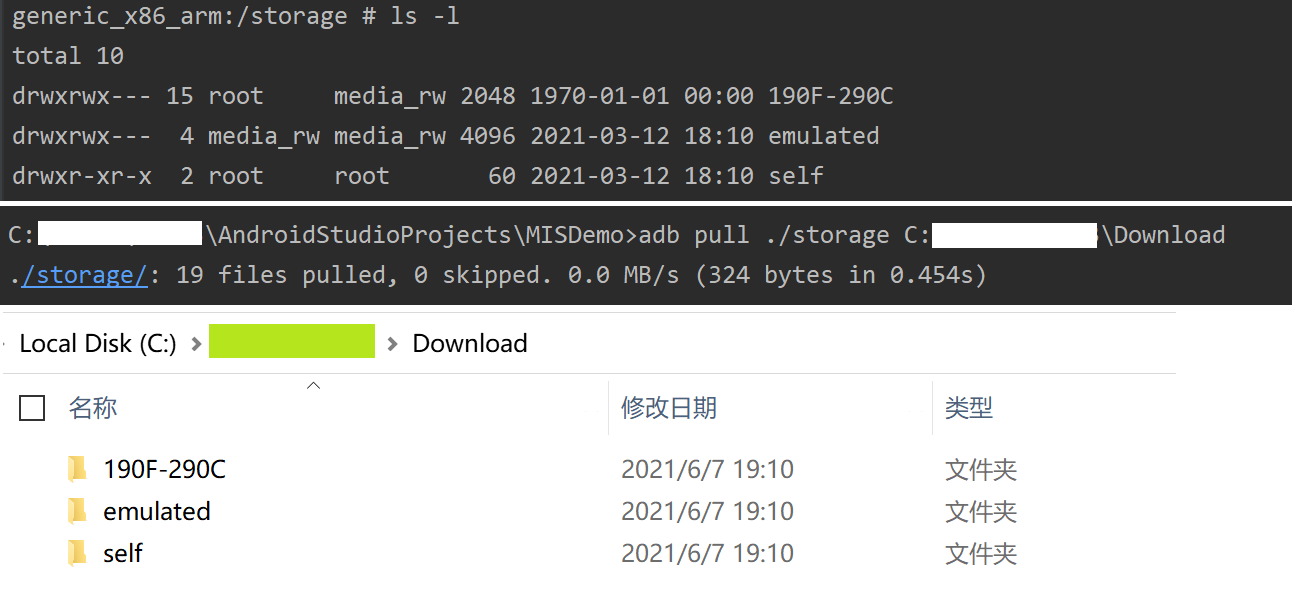 generic_x86_arm:/storage # ls -l
total 10
drwxrwx--- 15 root     media_rw 2048 1970-01-01 00:00 190F-290C
drwxrwx---  4 media_rw media_rw 4096 2021-03-12 18:10 emulated
drwxr-xr-x  2 root     root       60 2021-03-12 18:10 self
C:\AndroidStudioProjects\MISDemo>adb pull ./storage C:\Download
./storage/: 19 files pulled, 0 skipped. 0.0 MB/s (324 bytes in 0.454s)
Local Disk (C:) > Download
名称 修改日期 类型
190F-290C 2021/6/7 19:10 文件夹
emulated 2021/6/7 19:10 文件夹
self 2021/6/7 19:10 文件夹